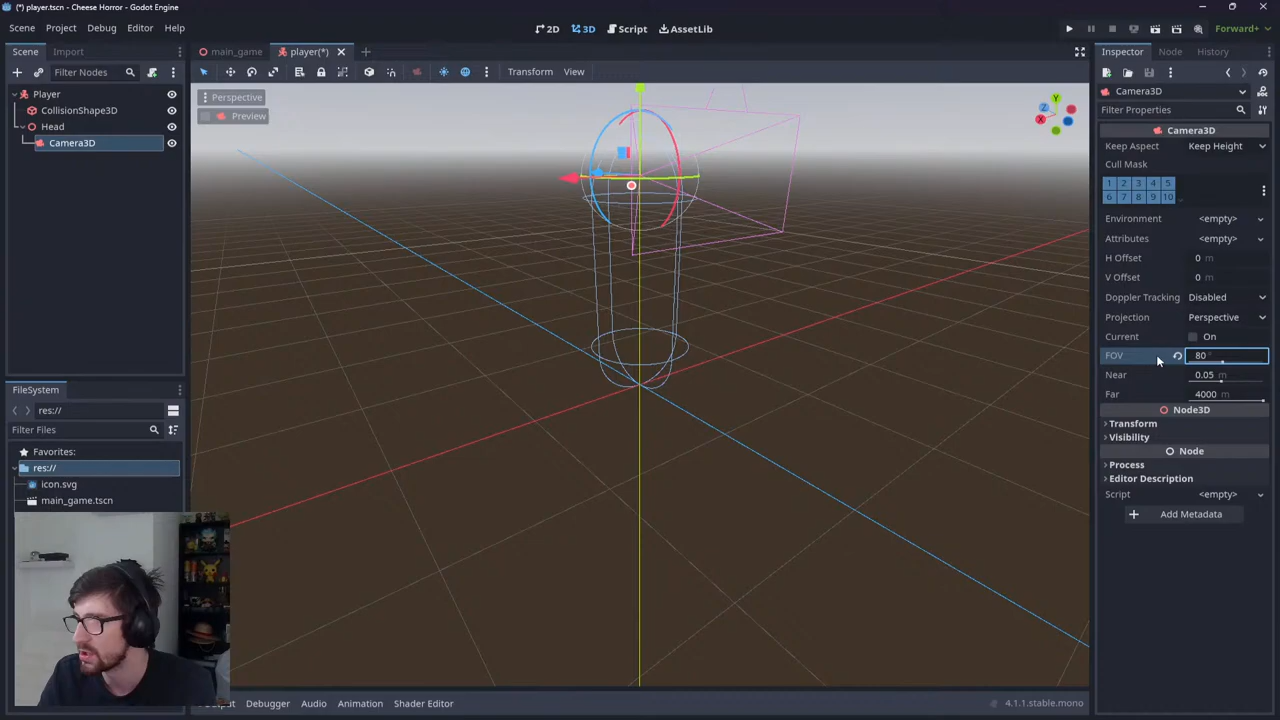 (*) player.tscn - Cheese Horror - Godot Engine
Scene Project Debug Editor Help
2D 3D Script AssetLib
Forward+
Scene Import
main_game player(*)
Inspector Node History
Filter Nodes
Transform View
Player
CollisionShape3D
Head
Camera3D
Perspective
Preview
Y
Z
X
Camera3D
Filter Properties
Camera3D
Keep Aspect Keep Height
Cull Mask
1 2 3 4 5
6 7 8 9 10
Environment <empty>
Attributes <empty>
H Offset 0 m
V Offset 0 m
Doppler Tracking Disabled
Projection Perspective
Current On
FOV 80 °
Near 0.05 m
Far 4000 m
Node3D
Transform
Visibility
Node
Process
Editor Description
Script <empty>
Add Metadata
FileSystem
res://
Filter Files
Favorites:
res://
icon.svg
main_game.tscn
Debugger Audio Animation Shader Editor
4.1.1.stable.mono